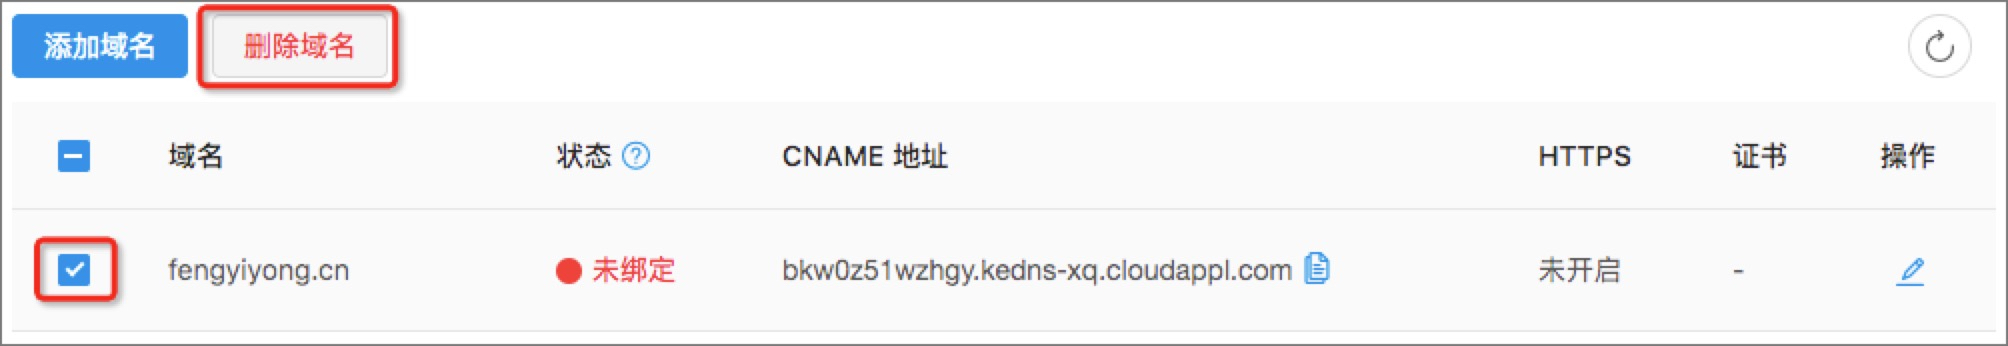 添加域名 删除域名
域名 状态 CNAME 地址 HTTPS 证书 操作
fengyiyong.cn 未绑定 bkw0z51wzhgy.kedns-xq.cloudappl.com 未开启 -